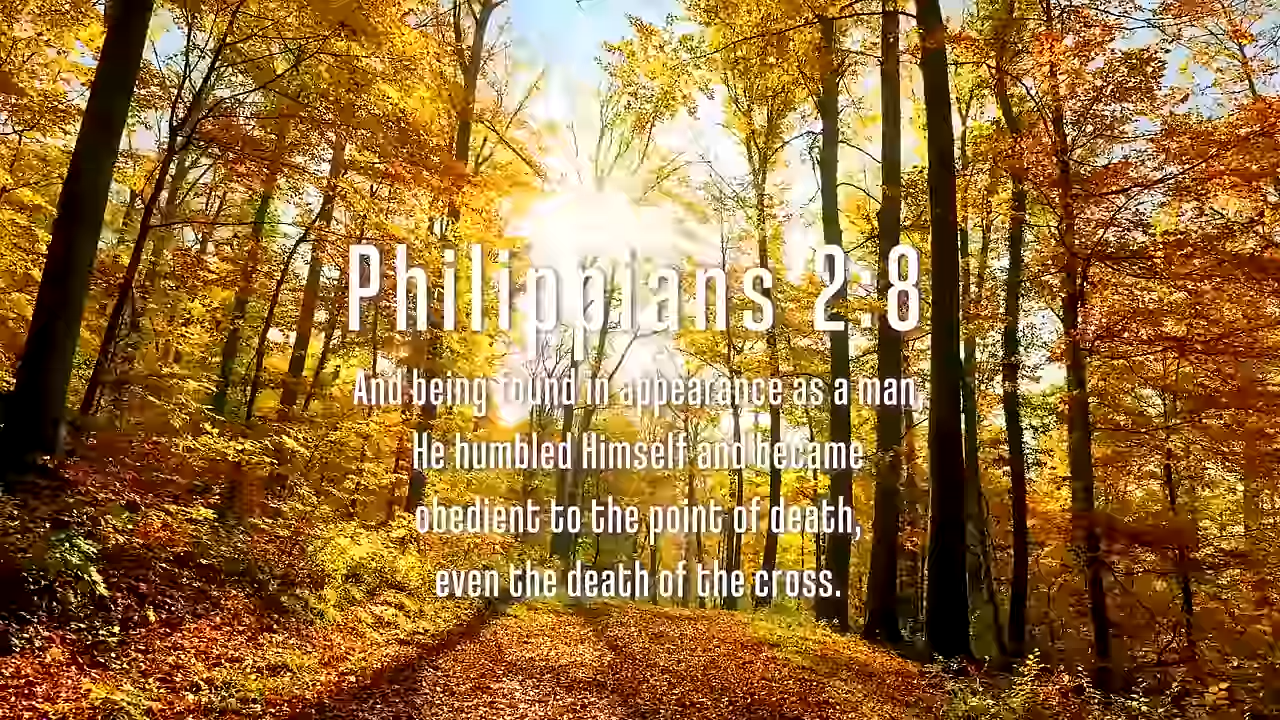 Philippians 2:8
And being found in appearance as a man,
He humbled Himself and became
obedient to the point of death,
even the death of the cross.